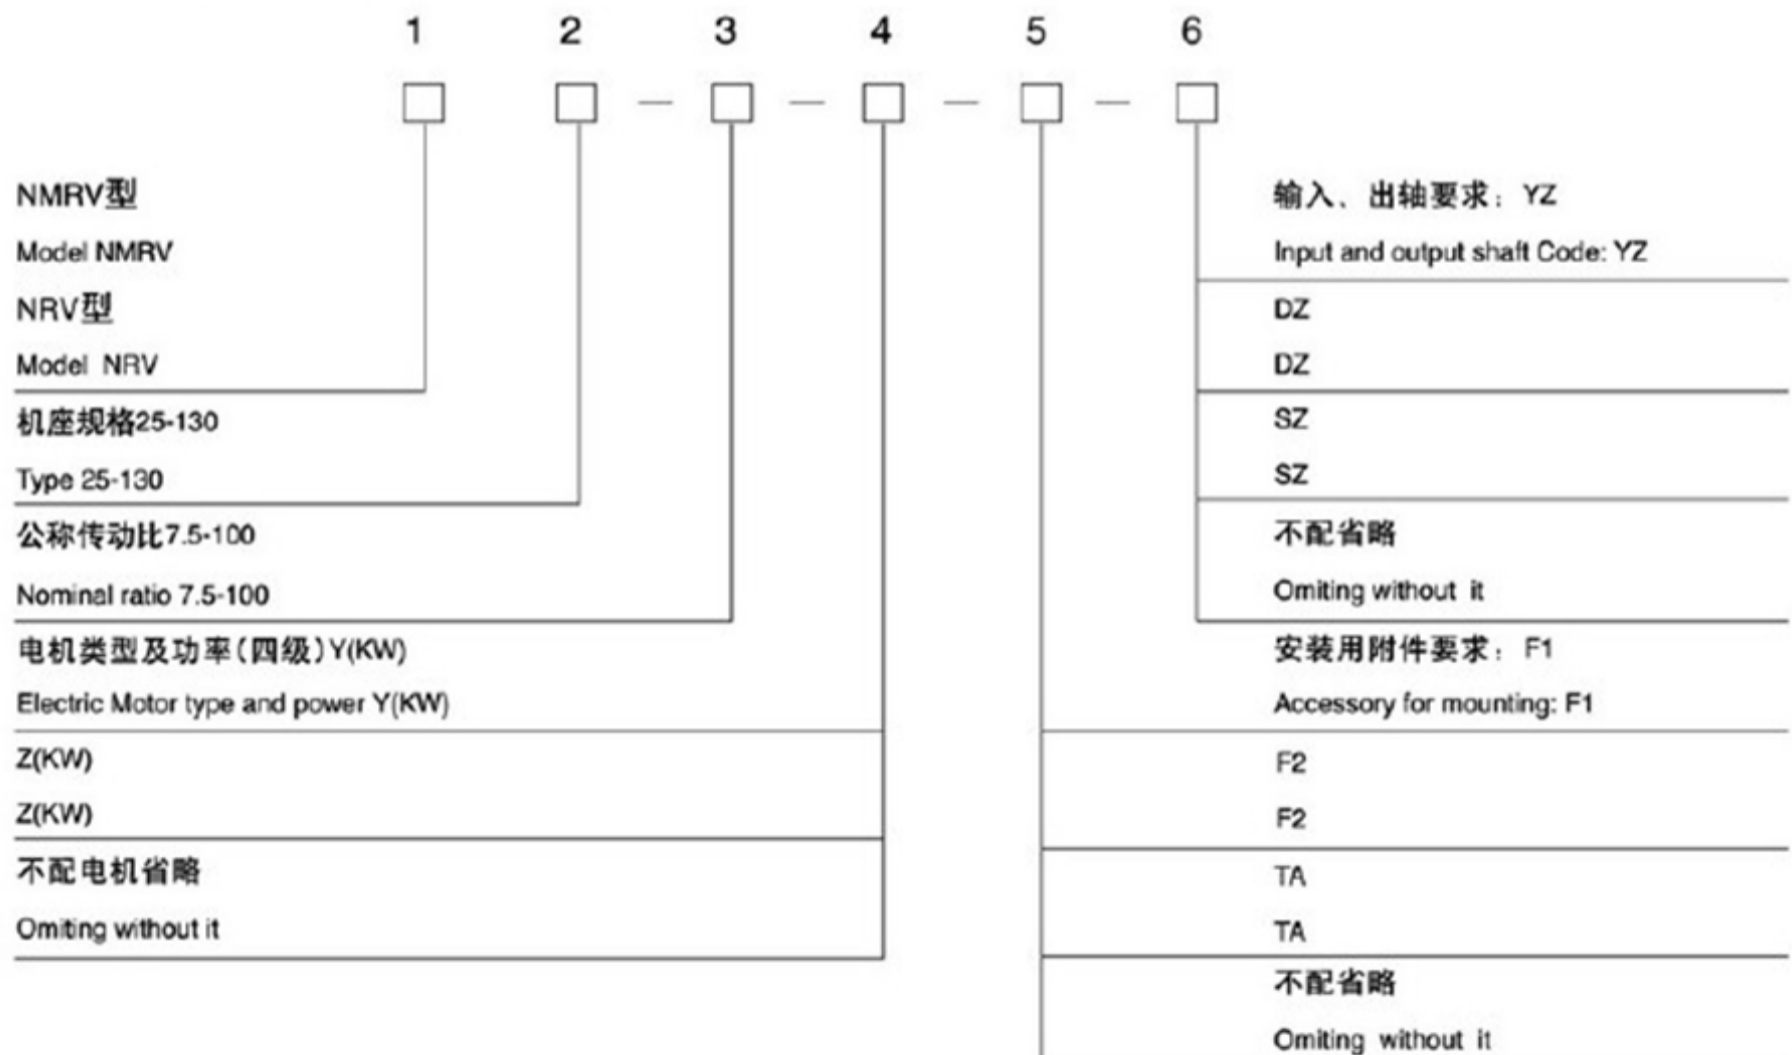 1 2 3 4 5 6
NMRV型
Model NMRV
NRV型
Model NRV
机座规格25-130
Type 25-130
公称传动比7.5-100
Nominal ratio 7.5-100
电机类型及功率(四级)Y(KW)
Electric Motor type and power Y(KW)
Z(KW)
Z(KW)
不配电机省略
Omiting without it
输入、出轴要求：YZ
Input and output shaft Code: YZ
DZ
DZ
SZ
SZ
不配省略
Omiting without it
安装用附件要求：F1
Accessory for mounting: F1
F2
F2
TA
TA
不配省略
Omiting without it